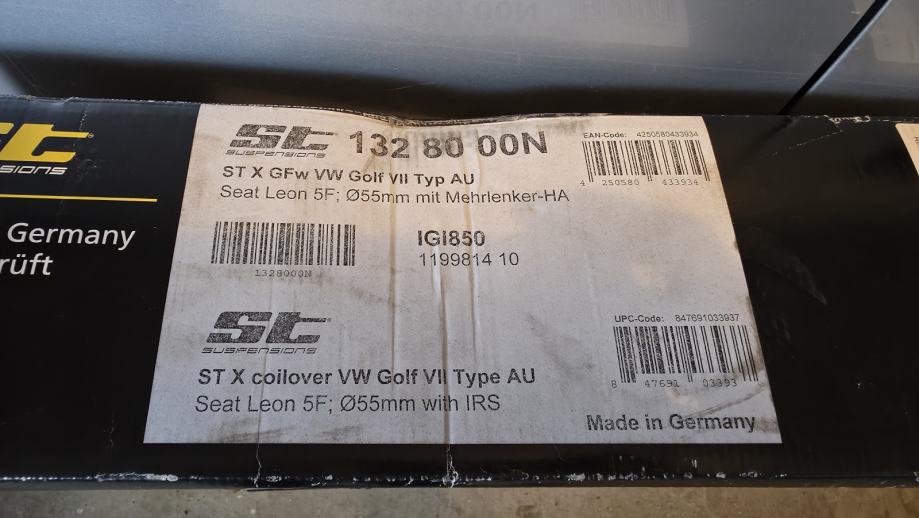 st
SUSPENSIONS
Germany
rüft
st
SUSPENSIONS
132 80 00N
EAN-Code: 4250580433934
4 250580 433934
ST X GFw VW Golf VII Typ AU
Seat Leon 5F; Ø55mm mit Mehrlenker-HA
1328000N
IGI850
1199814 10
st
SUSPENSIONS
UPC-Code: 847691033937
8 47691 03393
ST X coilover VW Golf VII Type AU
Seat Leon 5F; Ø55mm with IRS
Made in Germany